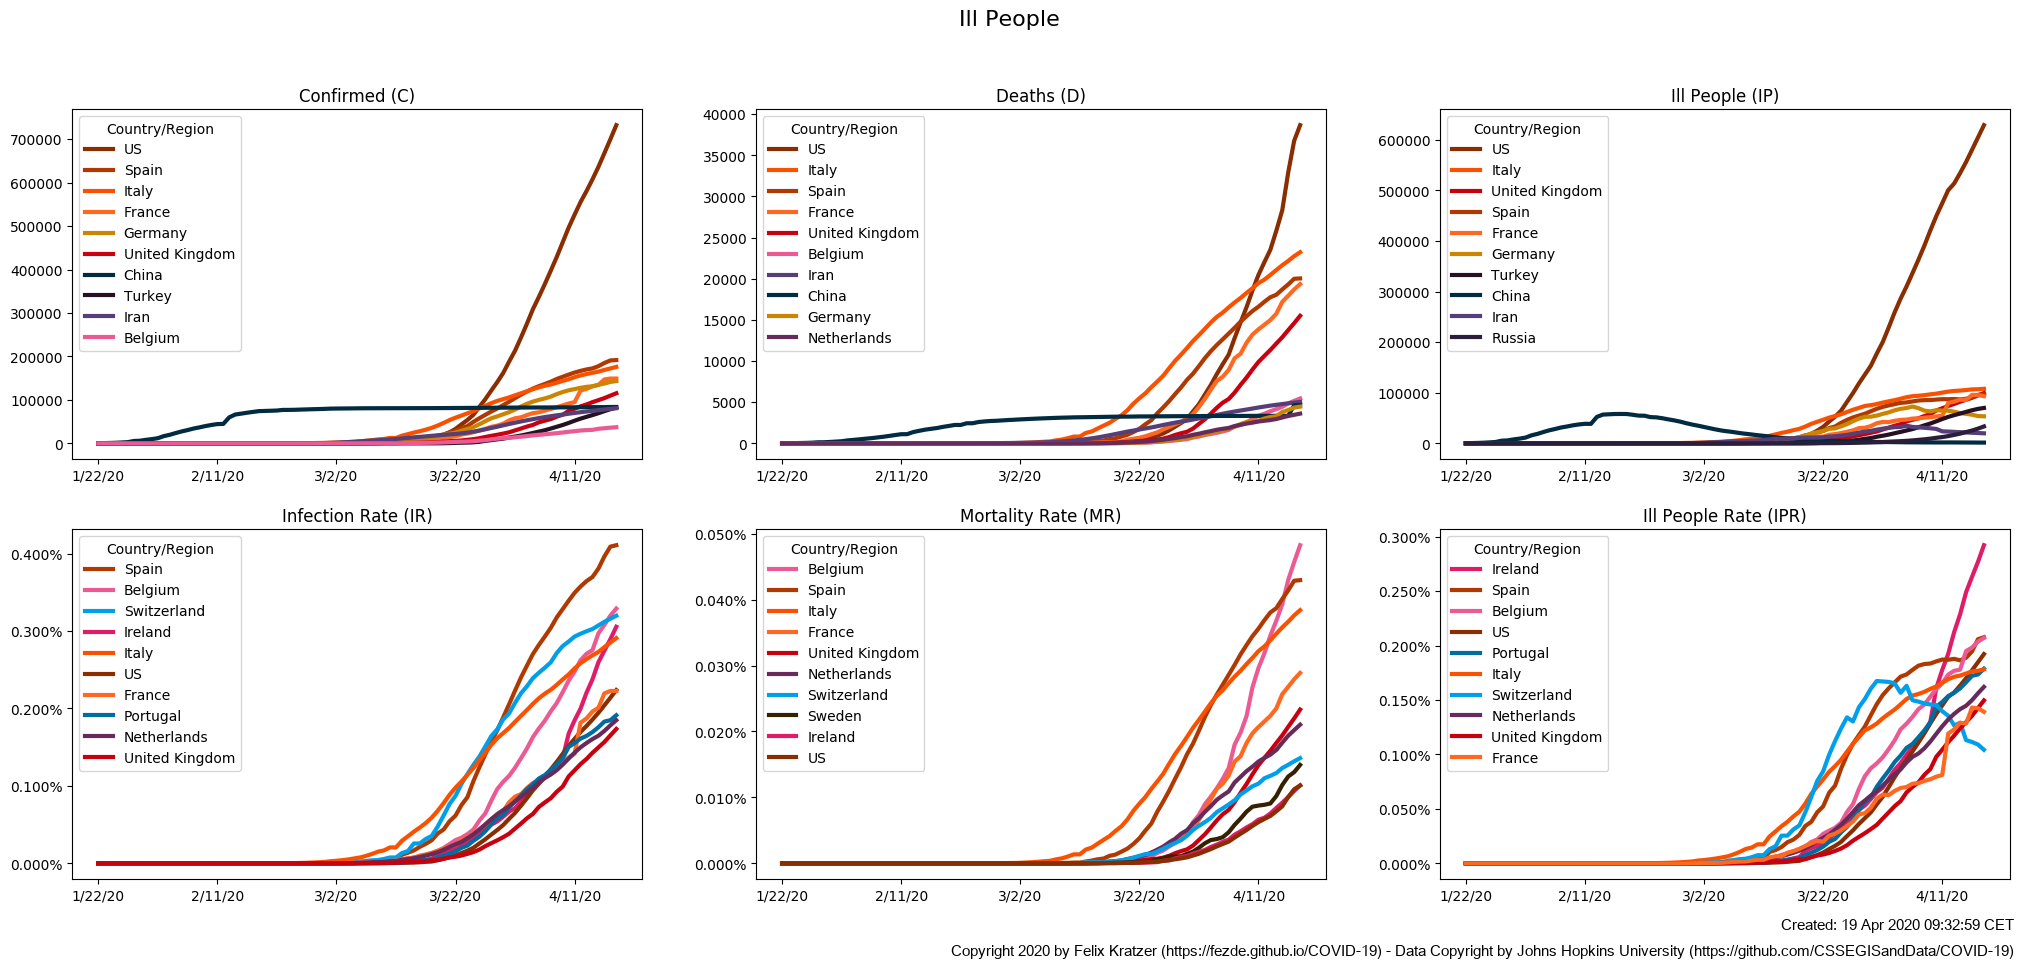 Ill People
Confirmed (C)
Country/Region
US
Spain
Italy
France
Germany
United Kingdom
China
Turkey
Iran
Belgium
700000
600000
500000
400000
300000
200000
100000
0
1/22/20 2/11/20 3/2/20 3/22/20 4/11/20
Deaths (D)
Country/Region
US
Italy
Spain
France
United Kingdom
Belgium
Iran
China
Germany
Netherlands
40000
35000
30000
25000
20000
15000
10000
5000
0
1/22/20 2/11/20 3/2/20 3/22/20 4/11/20
Ill People (IP)
Country/Region
US
Italy
United Kingdom
Spain
France
Germany
Turkey
China
Iran
Russia
600000
500000
400000
300000
200000
100000
0
1/22/20 2/11/20 3/2/20 3/22/20 4/11/20
Infection Rate (IR)
Country/Region
Spain
Belgium
Switzerland
Ireland
Italy
US
France
Portugal
Netherlands
United Kingdom
0.400%
0.300%
0.200%
0.100%
0.000%
1/22/20 2/11/20 3/2/20 3/22/20 4/11/20
Mortality Rate (MR)
Country/Region
Belgium
Spain
Italy
France
United Kingdom
Netherlands
Switzerland
Sweden
Ireland
US
0.050%
0.040%
0.030%
0.020%
0.010%
0.000%
1/22/20 2/11/20 3/2/20 3/22/20 4/11/20
Ill People Rate (IPR)
Country/Region
Ireland
Spain
Belgium
US
Portugal
Italy
Switzerland
Netherlands
United Kingdom
France
0.300%
0.250%
0.200%
0.150%
0.100%
0.050%
0.000%
1/22/20 2/11/20 3/2/20 3/22/20 4/11/20
Created: 19 Apr 2020 09:32:59 CET
Copyright 2020 by Felix Kratzer (https://fezde.github.io/COVID-19) - Data Copyright by Johns Hopkins University (https://github.com/CSSEGISandData/COVID-19)